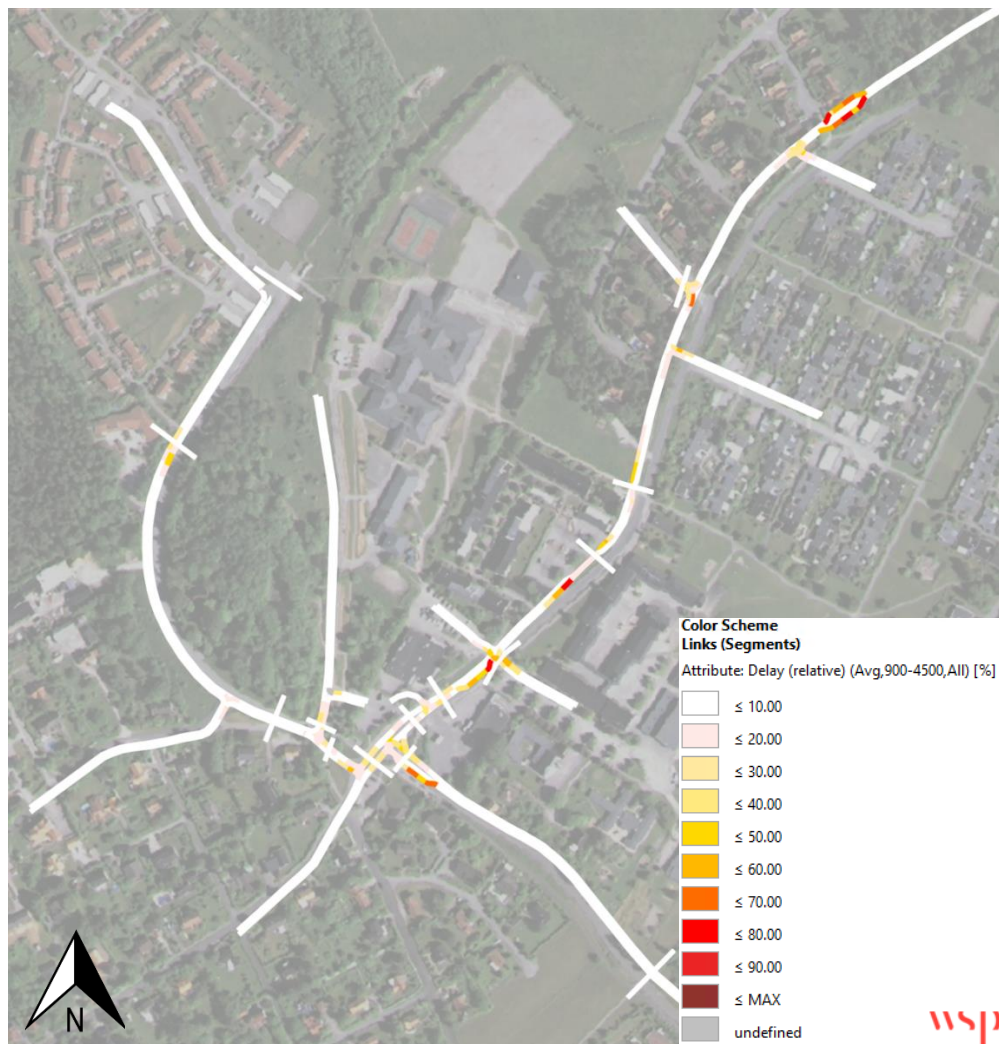 Color Scheme
Links (Segments)
Attribute: Delay (relative) (Avg,900-4500,All) [%]
≤ 10.00
≤ 20.00
≤ 30.00
≤ 40.00
≤ 50.00
≤ 60.00
≤ 70.00
≤ 80.00
≤ 90.00
≤ MAX
undefined
N
wsp